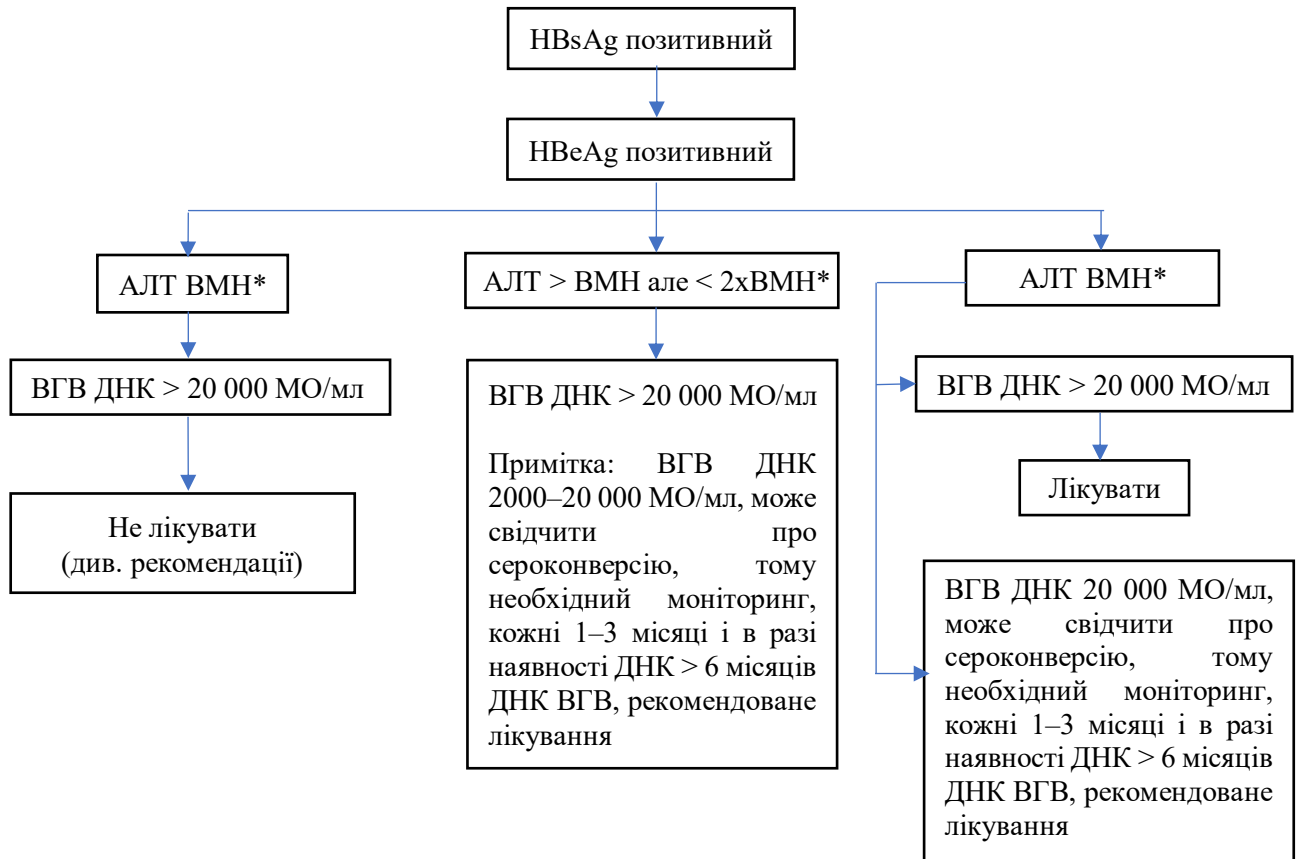 HBsAg позитивний
HBeAg позитивний
АЛТ ВМН*
АЛТ > ВМН але < 2хВМН*
АЛТ ВМН*
ВГВ ДНК > 20 000 МО/мл
Не лікувати
(див. рекомендації)
ВГВ ДНК > 20 000 МО/мл
Примітка: ВГВ ДНК
2000–20 000 МО/мл, може
свідчити про
сероконверсію, тому
необхідний моніторинг,
кожні 1–3 місяці і в разі
наявності ДНК > 6 місяців
ДНК ВГВ, рекомендоване
лікування
ВГВ ДНК > 20 000 МО/мл
Лікувати
ВГВ ДНК 20 000 МО/мл,
може свідчити про
сероконверсію, тому
необхідний моніторинг,
кожні 1–3 місяці і в разі
наявності ДНК > 6 місяців
ДНК ВГВ, рекомендоване
лікування